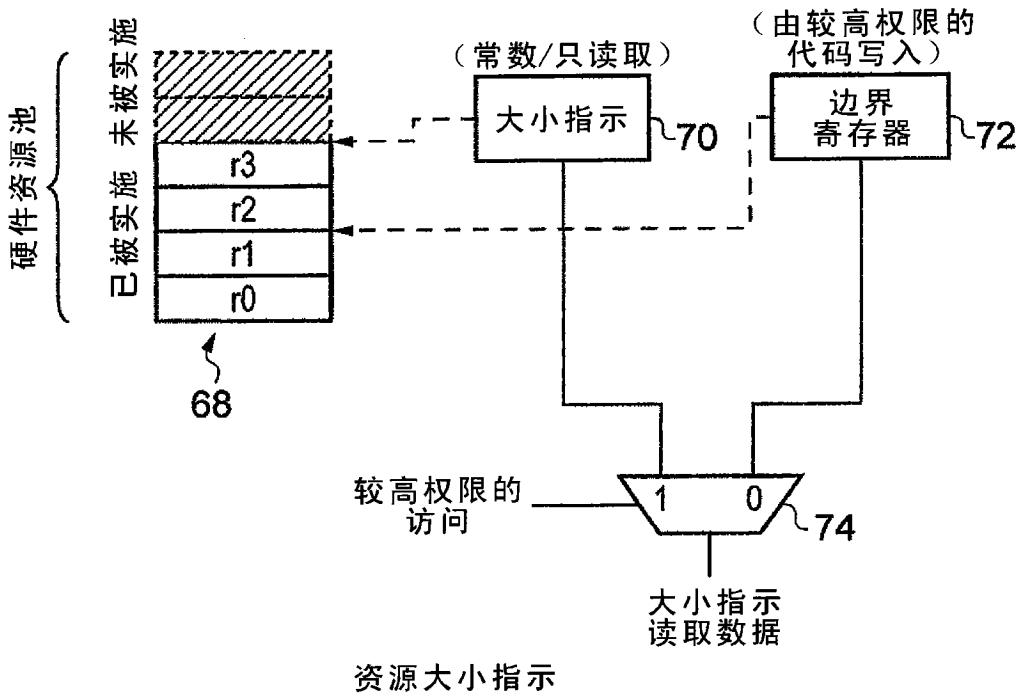 硬件资源池
未被实施
已被实施
r3
r2
r1
r0
68
（常数/只读取）
大小指示
70
（由较高权限的
代码写入）
边界
寄存器
72
较高权限的
访问
1
0
74
大小指示
读取数据
资源大小指示